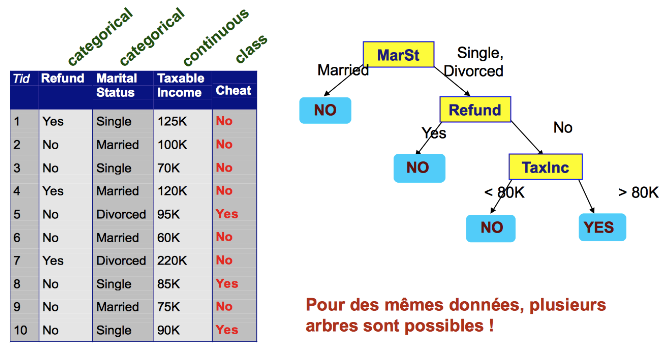 categorical
categorical
continuous
class
Tid Refund Marital Status Taxable Income Cheat
1 Yes Single 125K No
2 No Married 100K No
3 No Single 70K No
4 Yes Married 120K No
5 No Divorced 95K Yes
6 No Married 60K No
7 Yes Divorced 220K No
8 No Single 85K Yes
9 No Married 75K No
10 No Single 90K Yes
MarSt
Married
Single,
Divorced
NO
Refund
Yes
No
NO
TaxInc
< 80K
> 80K
NO
YES
Pour des mêmes données, plusieurs
arbres sont possibles !